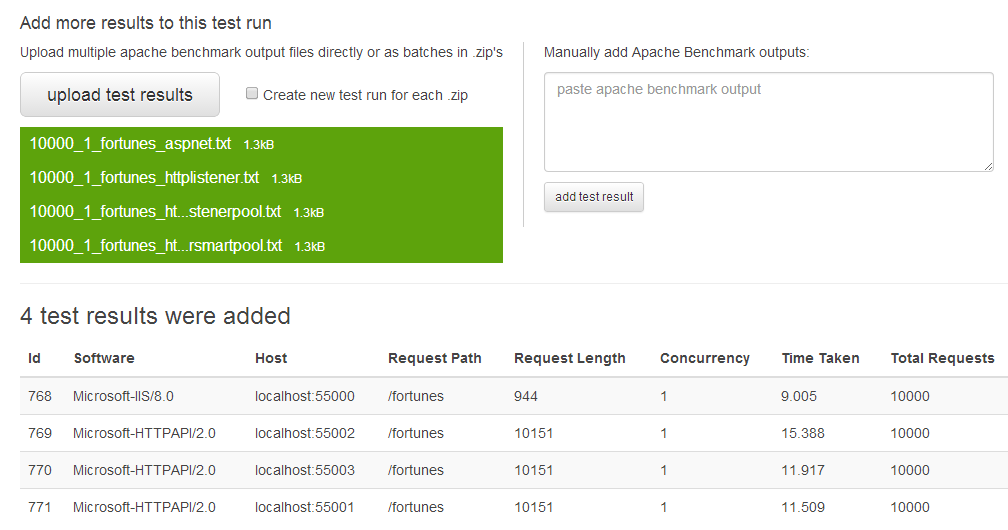 Add more results to this test run
Upload multiple apache benchmark output files directly or as batches in .zip's
upload test results
Create new test run for each .zip
10000_1_fortunes_aspnet.txt 1.3kB
10000_1_fortunes_httplistener.txt 1.3kB
10000_1_fortunes_ht...stenerpool.txt 1.3kB
10000_1_fortunes_ht...rsmartpool.txt 1.3kB
Manually add Apache Benchmark outputs:
paste apache benchmark output
add test result
4 test results were added
Id Software Host Request Path Request Length Concurrency Time Taken Total Requests
768 Microsoft-IIS/8.0 localhost:55000 /fortunes 944 1 9.005 10000
769 Microsoft-HTTPAPI/2.0 localhost:55002 /fortunes 10151 1 15.388 10000
770 Microsoft-HTTPAPI/2.0 localhost:55003 /fortunes 10151 1 11.917 10000
771 Microsoft-HTTPAPI/2.0 localhost:55001 /fortunes 10151 1 11.509 10000